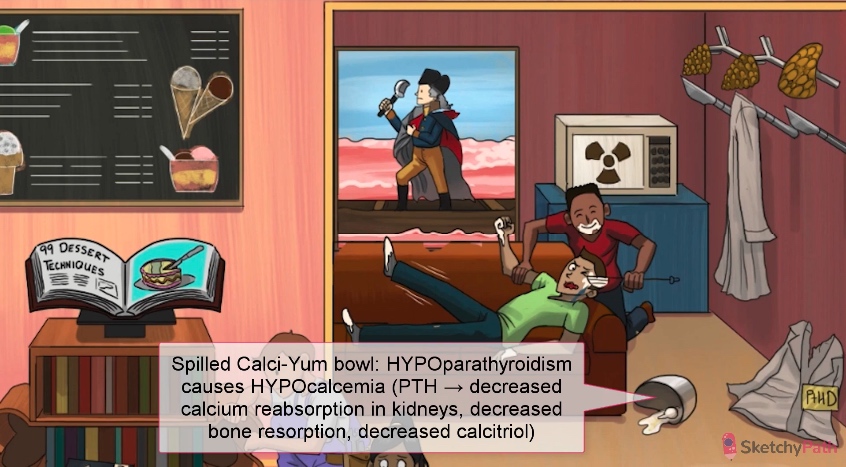 99 DESSERT
TECHNIQUES
Spilled Calci-Yum bowl: HYPOparathyroidism
causes HYPOcalcemia (PTH → decreased
calcium reabsorption in kidneys, decreased
bone resorption, decreased calcitriol)
AHD
SketchyPath